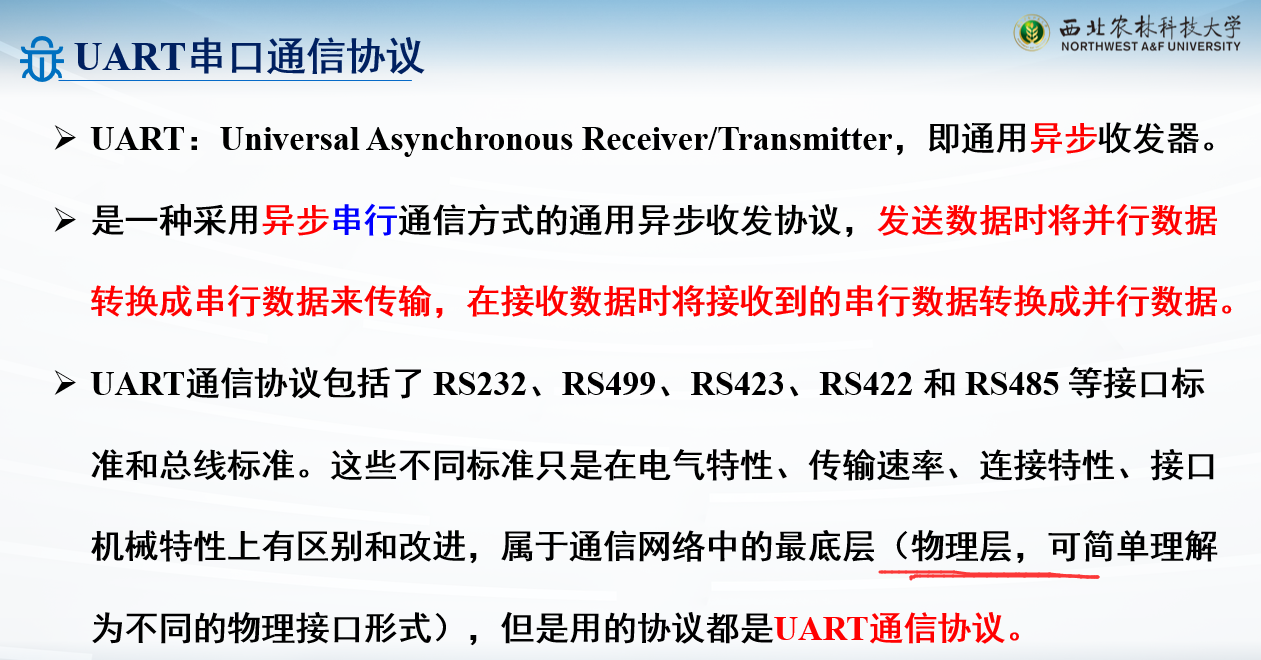 UART串口通信协议
西北农林科技大学
NORTHWEST A&F UNIVERSITY
➢ UART：Universal Asynchronous Receiver/Transmitter，即通用异步收发器。
➢ 是一种采用异步串行通信方式的通用异步收发协议，发送数据时将并行数据
转换成串行数据来传输，在接收数据时将接收到的串行数据转换成并行数据。
➢ UART通信协议包括了 RS232、RS499、RS423、RS422 和 RS485 等接口标
准和总线标准。这些不同标准只是在电气特性、传输速率、连接特性、接口
机械特性上有区别和改进，属于通信网络中的最底层（物理层，可简单理解
为不同的物理接口形式），但是用的协议都是UART通信协议。